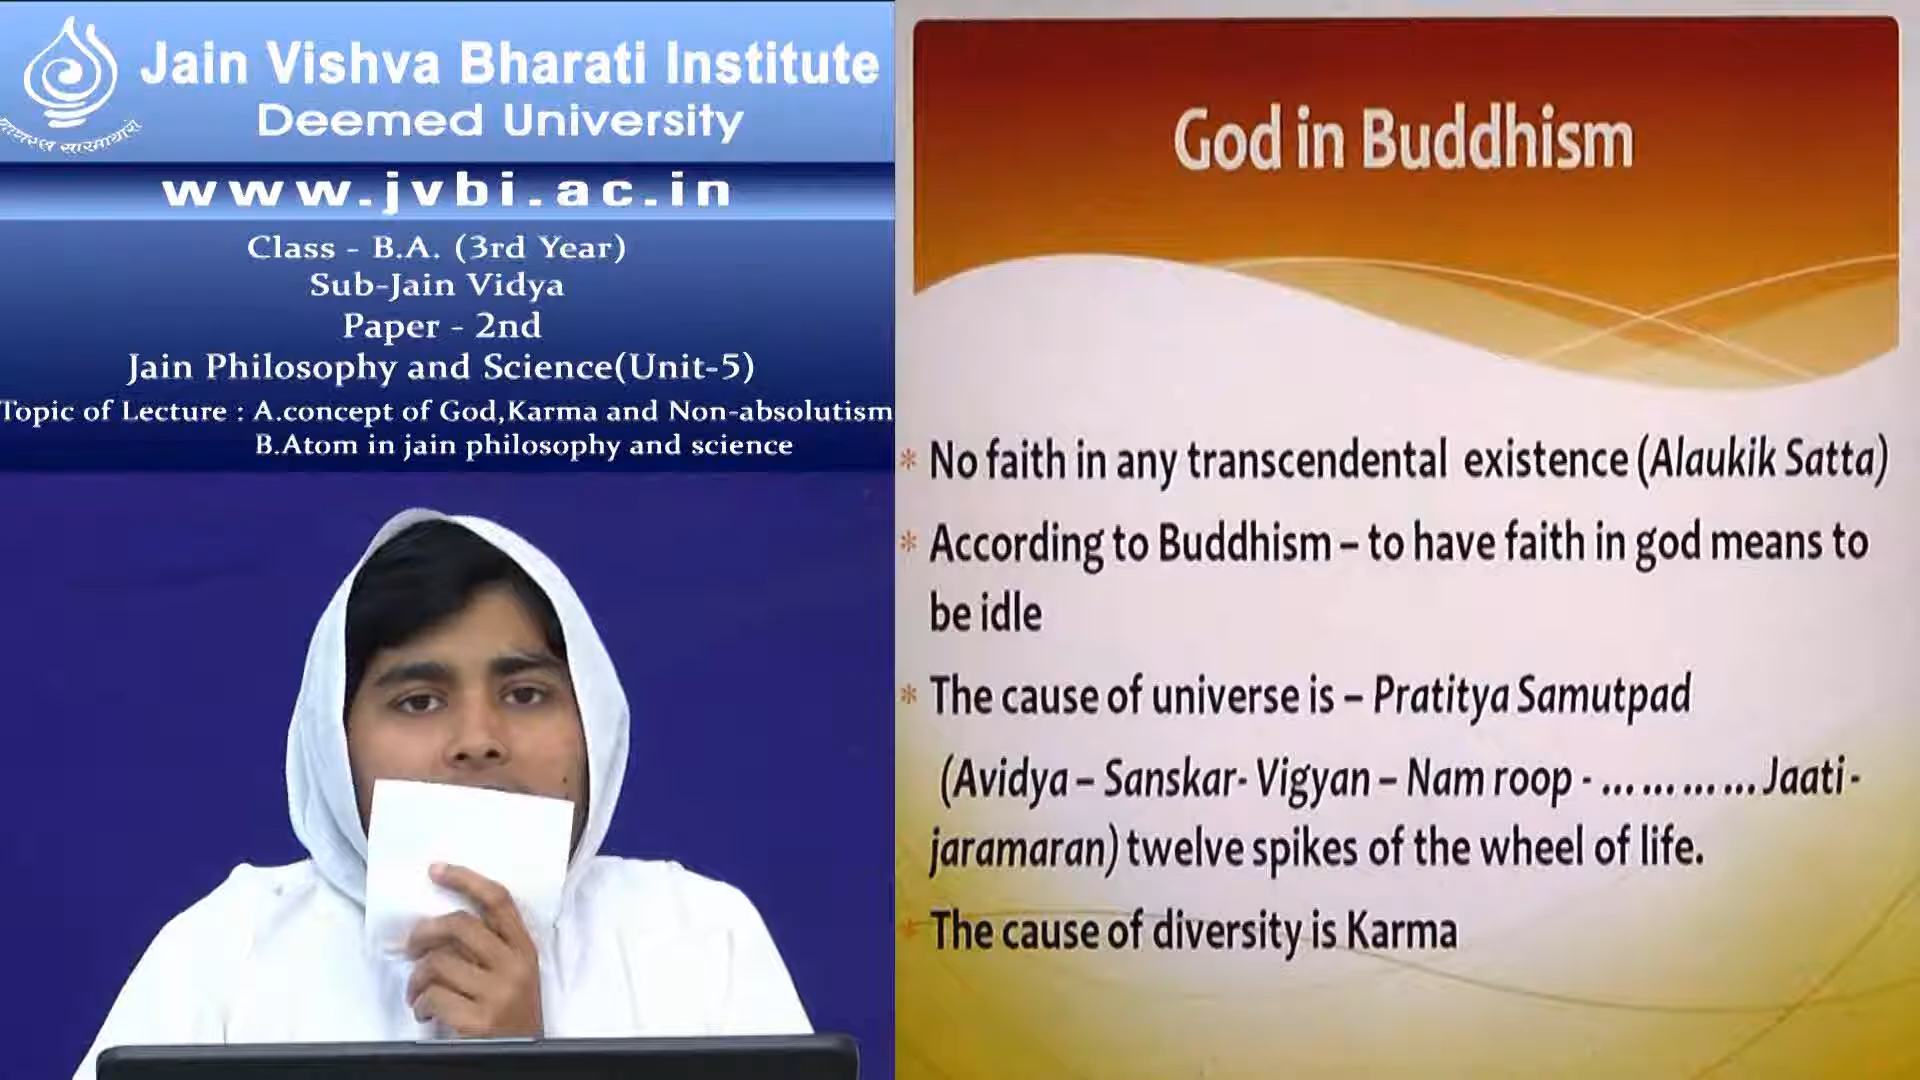 Jain Vishva Bharati Institute
Deemed University
www.jvbi.ac.in
Class - B.A. (3rd Year)
Sub-Jain Vidya
Paper - 2nd
Jain Philosophy and Science(Unit-5)
Topic of Lecture : A.concept of God,Karma and Non-absolutism
B.Atom in jain philosophy and science
God in Buddhism
* No faith in any transcendental existence (Alaukik Satta)
* According to Buddhism – to have faith in god means to
be idle
* The cause of universe is – Pratitya Samutpad
(Avidya – Sanskar- Vigyan – Nam roop - ... ... ... ... Jaati -
jaramaran) twelve spikes of the wheel of life.
* The cause of diversity is Karma